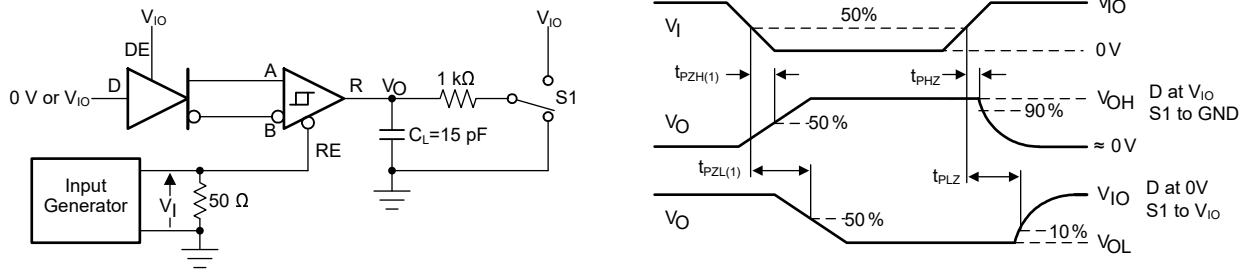 VIO
VIO
DE
D
0 V or VIO
A
B
R
VO
1 kΩ
S1
CL=15 pF
RE
Input
Generator
VI
50 Ω
VI
50%
VIO
0 V
tPZH(1)
tPHZ
VO
50%
VOH
90%
≈ 0 V
D at VIO
S1 to GND
tPZL(1)
tPLZ
VO
50%
VIO
10%
VOL
D at 0V
S1 to VIO